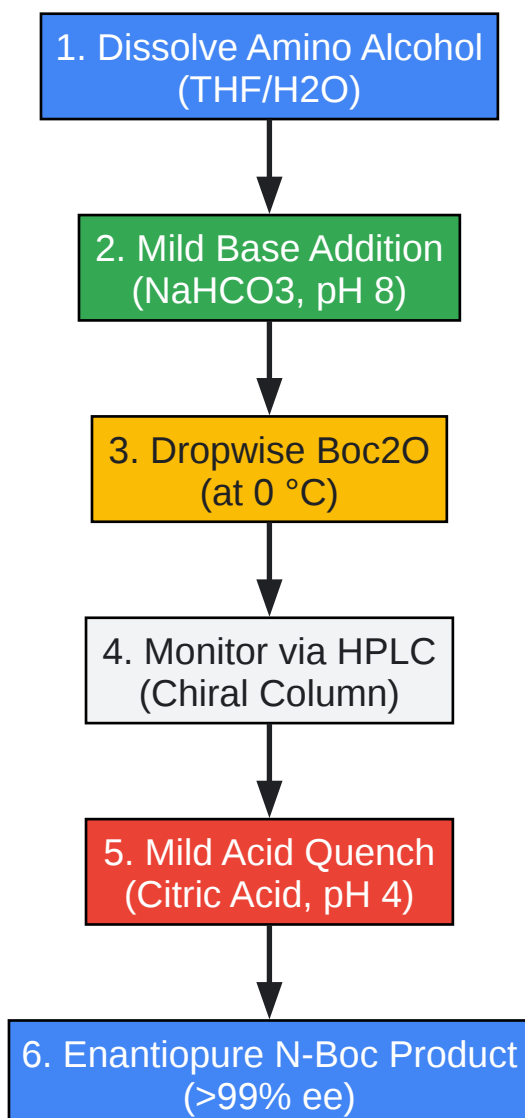 1. Dissolve Amino Alcohol
(THF/H2O)
2. Mild Base Addition
(NaHCO3, pH 8)
3. Dropwise Boc2O
(at 0 °C)
4. Monitor via HPLC
(Chiral Column)
5. Mild Acid Quench
(Citric Acid, pH 4)
6. Enantiopure N-Boc Product
(>99% ee)